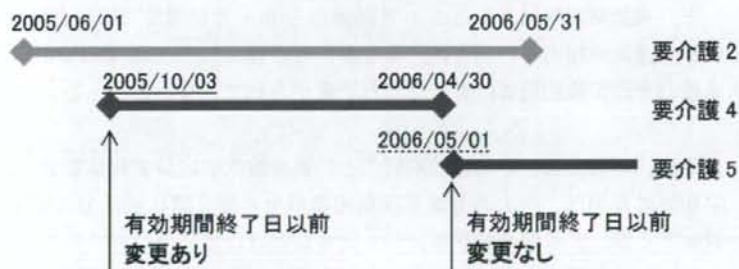 2005/06/01 2006/05/31
要介護 2
2005/10/03 2006/04/30
要介護 4
2006/05/01
要介護 5
有効期間終了日以前
変更あり
有効期間終了日以前
変更なし